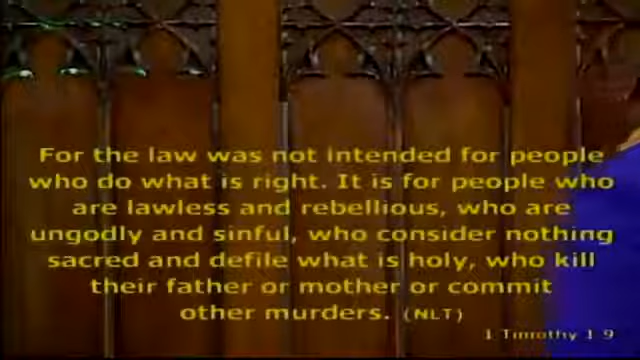 For the law was not intended for people
who do what is right. It is for people who
are lawless and rebellious, who are
ungodly and sinful, who consider nothing
sacred and defile what is holy, who kill
their father or mother or commit
other murders. (NLT)
1 Timothy 1 9